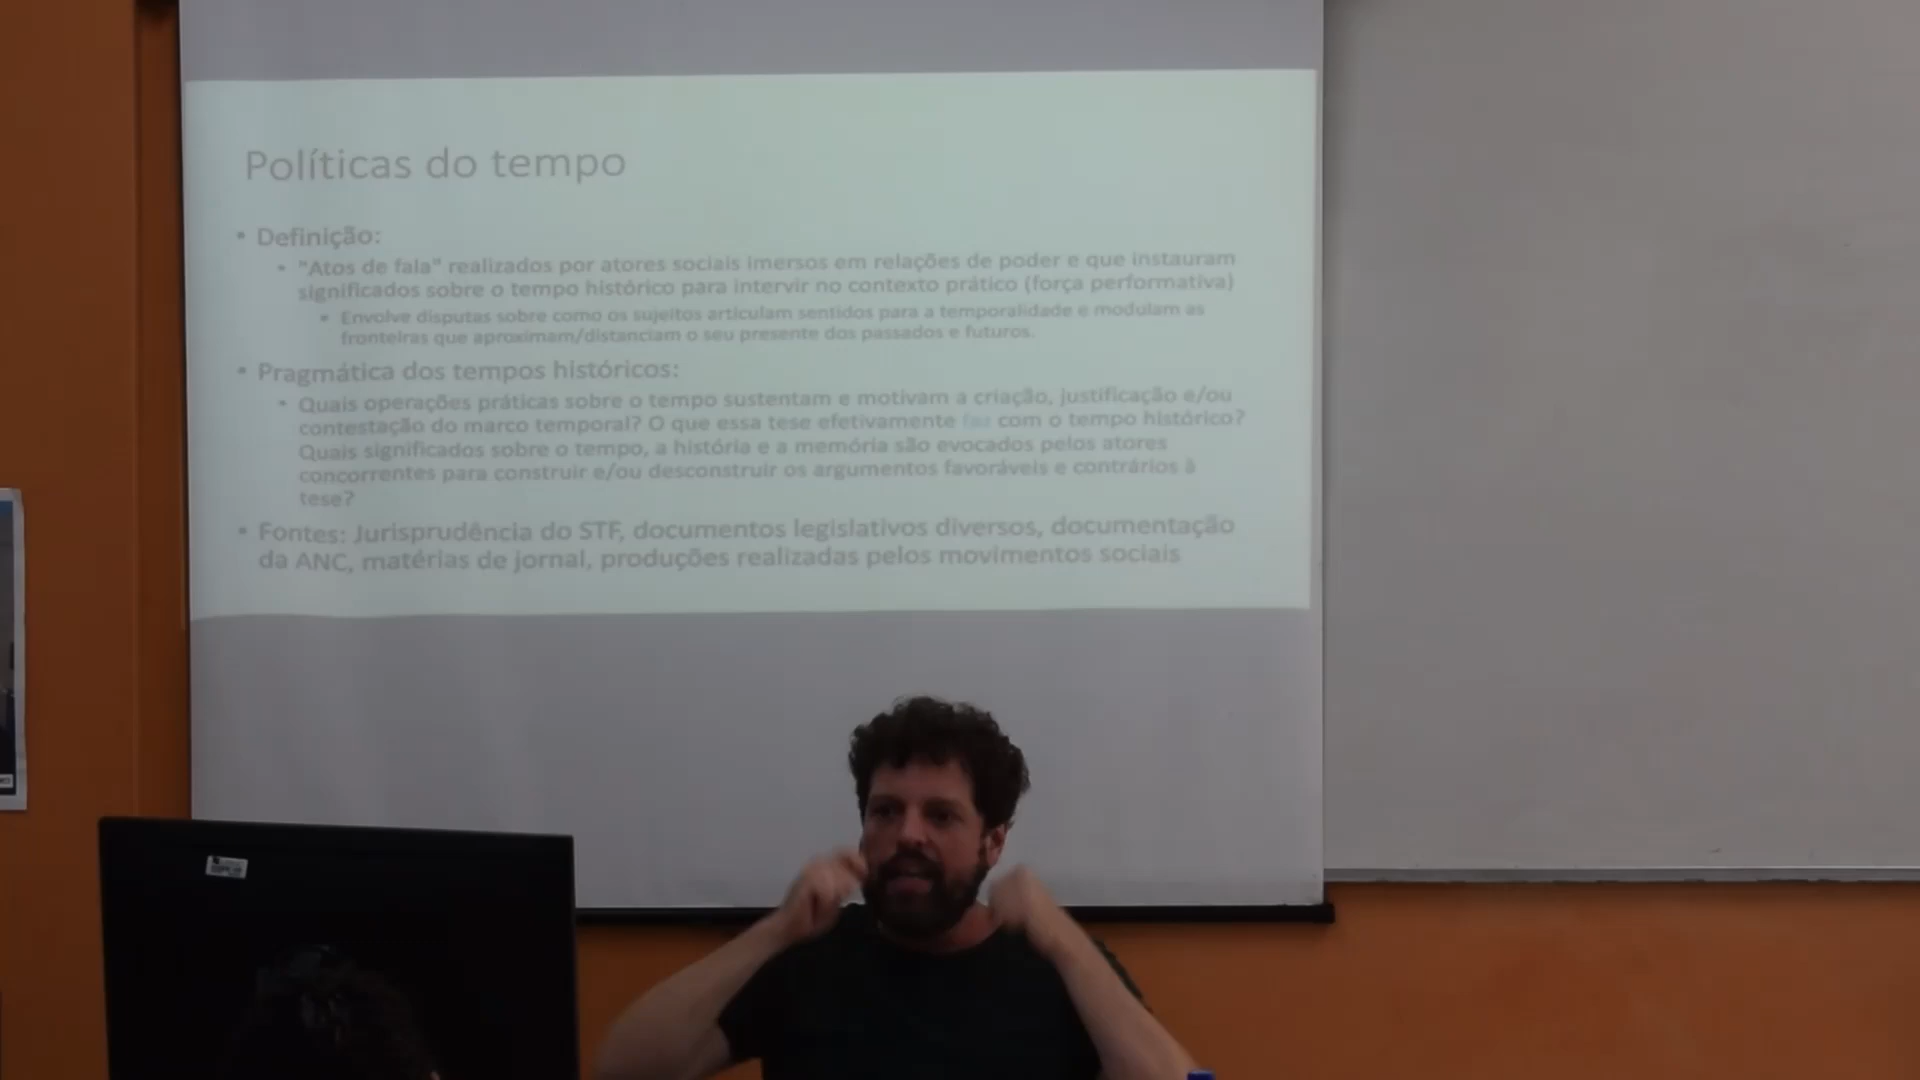 Políticas do tempo
• Definição:
• "Atos de fala" realizados por atores sociais imersos em relações de poder e que instauram
significados sobre o tempo histórico para intervir no contexto prático (força performativa)
• Envolve disputas sobre como os sujeitos articulam sentidos para a temporalidade e modulam as
fronteiras que aproximam/distanciam o seu presente dos passados e futuros.
• Pragmática dos tempos históricos:
• Quais operações práticas sobre o tempo sustentam e motivam a criação, justificação e/ou
contestação do marco temporal? O que essa tese efetivamente faz com o tempo histórico?
Quais significados sobre o tempo, a história e a memória são evocados pelos atores
concorrentes para construir e/ou desconstruir os argumentos favoráveis e contrários à
tese?
• Fontes: Jurisprudência do STF, documentos legislativos diversos, documentação
da ANC, matérias de jornal, produções realizadas pelos movimentos sociais